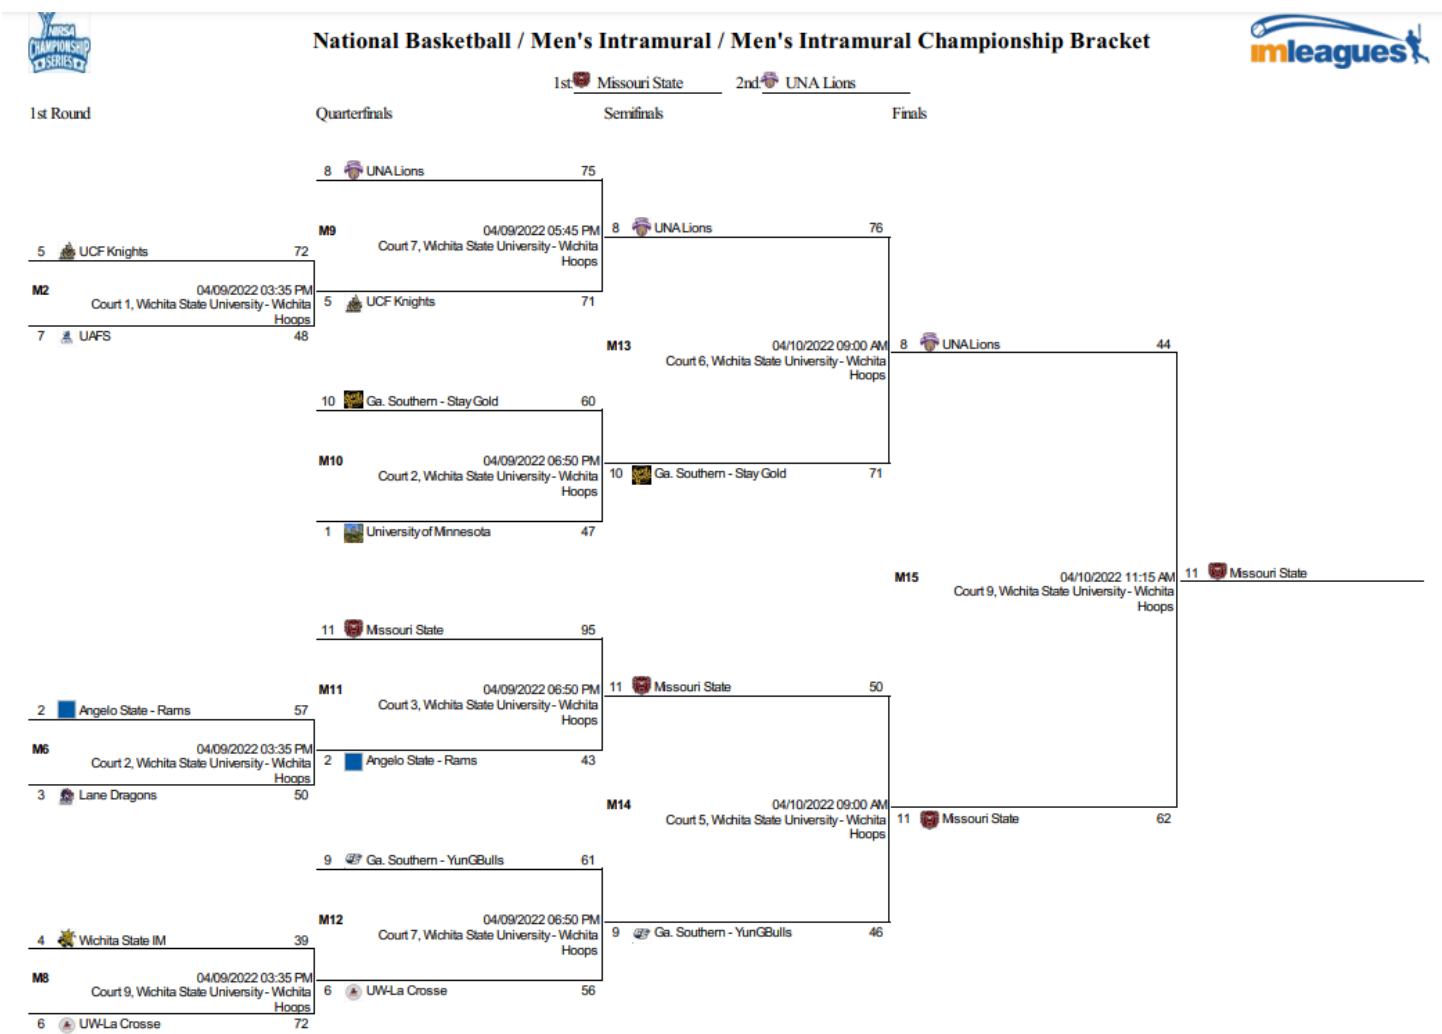 NIRSA
CHAMPIONSHIP
SERIES
National Basketball / Men's Intramural / Men's Intramural Championship Bracket
imleagues
1st: Missouri State 2nd: UNA Lions
1st Round Quarterfinals Semifinals Finals
8 UNA Lions 75
M9 04/09/2022 05:45 PM
Court 7, Wichita State University - Wichita
Hoops
5 UCF Knights 71
5 UCF Knights 72
M2 04/09/2022 03:35 PM
Court 1, Wichita State University - Wichita
Hoops
7 UAFS 48
8 UNA Lions 76
M13 04/10/2022 09:00 AM
Court 6, Wichita State University - Wichita
Hoops
10 Ga. Southern - Stay Gold 71
10 Ga. Southern - Stay Gold 60
M10 04/09/2022 06:50 PM
Court 2, Wichita State University - Wichita
Hoops
1 University of Minnesota 47
8 UNA Lions 44
M15 04/10/2022 11:15 AM
Court 9, Wichita State University - Wichita
Hoops
11 Missouri State 62
11 Missouri State
11 Missouri State 95
M11 04/09/2022 06:50 PM
Court 3, Wichita State University - Wichita
Hoops
2 Angelo State - Rams 43
2 Angelo State - Rams 57
M6 04/09/2022 03:35 PM
Court 2, Wichita State University - Wichita
Hoops
3 Lane Dragons 50
11 Missouri State 50
M14 04/10/2022 09:00 AM
Court 5, Wichita State University - Wichita
Hoops
9 Ga. Southern - YunGBulls 46
9 Ga. Southern - YunGBulls 61
M12 04/09/2022 06:50 PM
Court 7, Wichita State University - Wichita
Hoops
6 UW-La Crosse 56
4 Wichita State IM 39
M8 04/09/2022 03:35 PM
Court 9, Wichita State University - Wichita
Hoops
6 UW-La Crosse 72